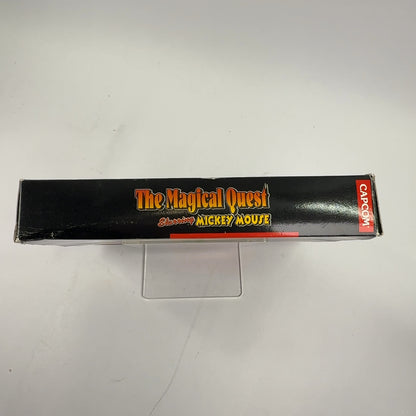 The Magical Quest
Starring MICKEY MOUSE
CAPCOM